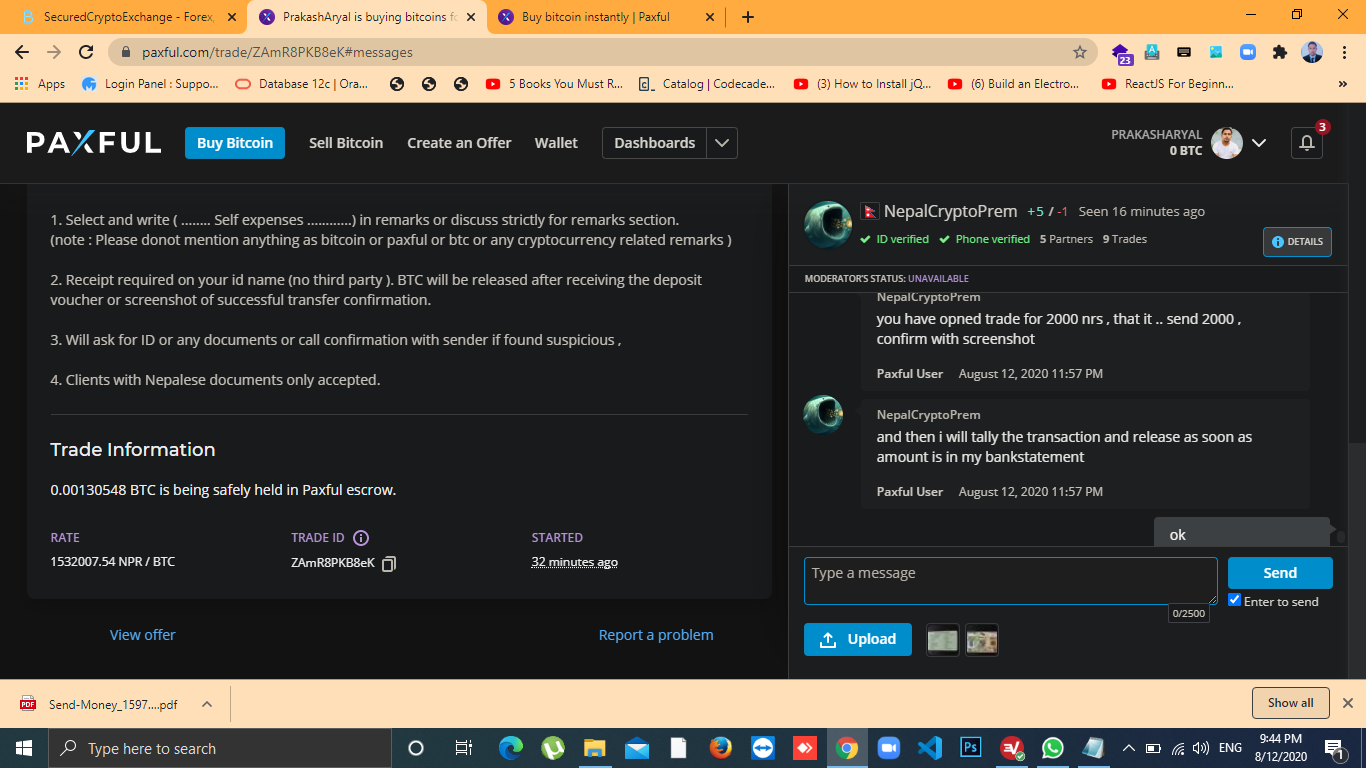 SecuredCryptoExchange - Forex,
PrakashAryal is buying bitcoins fo
Buy bitcoin instantly | Paxful
paxful.com/trade/ZAmR8PKB8eK#messages
23
Apps
Login Panel : Suppo...
Database 12c | Ora...
5 Books You Must R...
Catalog | Codecade...
(3) How to Install jQ...
(6) Build an Electro...
ReactJS For Beginn...
PAXFUL
Buy Bitcoin
Sell Bitcoin
Create an Offer
Wallet
Dashboards
PRAKASHARYAL
0 BTC
3
1. Select and write ( ........ Self expenses ............) in remarks or discuss strictly for remarks section.
(note : Please donot mention anything as bitcoin or paxful or btc or any cryptocurrency related remarks )
2. Receipt required on your id name (no third party ). BTC will be released after receiving the deposit
voucher or screenshot of successful transfer confirmation.
3. Will ask for ID or any documents or call confirmation with sender if found suspicious ,
4. Clients with Nepalese documents only accepted.
Trade Information
0.00130548 BTC is being safely held in Paxful escrow.
RATE
TRADE ID
STARTED
1532007.54 NPR / BTC
ZAmR8PKB8eK
32 minutes ago
View offer
Report a problem
NepalCryptoPrem +5 / -1 Seen 16 minutes ago
ID verified Phone verified 5 Partners 9 Trades
DETAILS
MODERATOR'S STATUS: UNAVAILABLE
NepalCryptoPrem
you have opned trade for 2000 nrs , that it .. send 2000 ,
confirm with screenshot
Paxful User August 12, 2020 11:57 PM
NepalCryptoPrem
and then i will tally the transaction and release as soon as
amount is in my bankstatement
Paxful User August 12, 2020 11:57 PM
ok
Type a message
Send
Enter to send
0/2500
Upload
Send-Money_1597....pdf
Show all
Type here to search
ENG
9:44 PM
8/12/2020
1